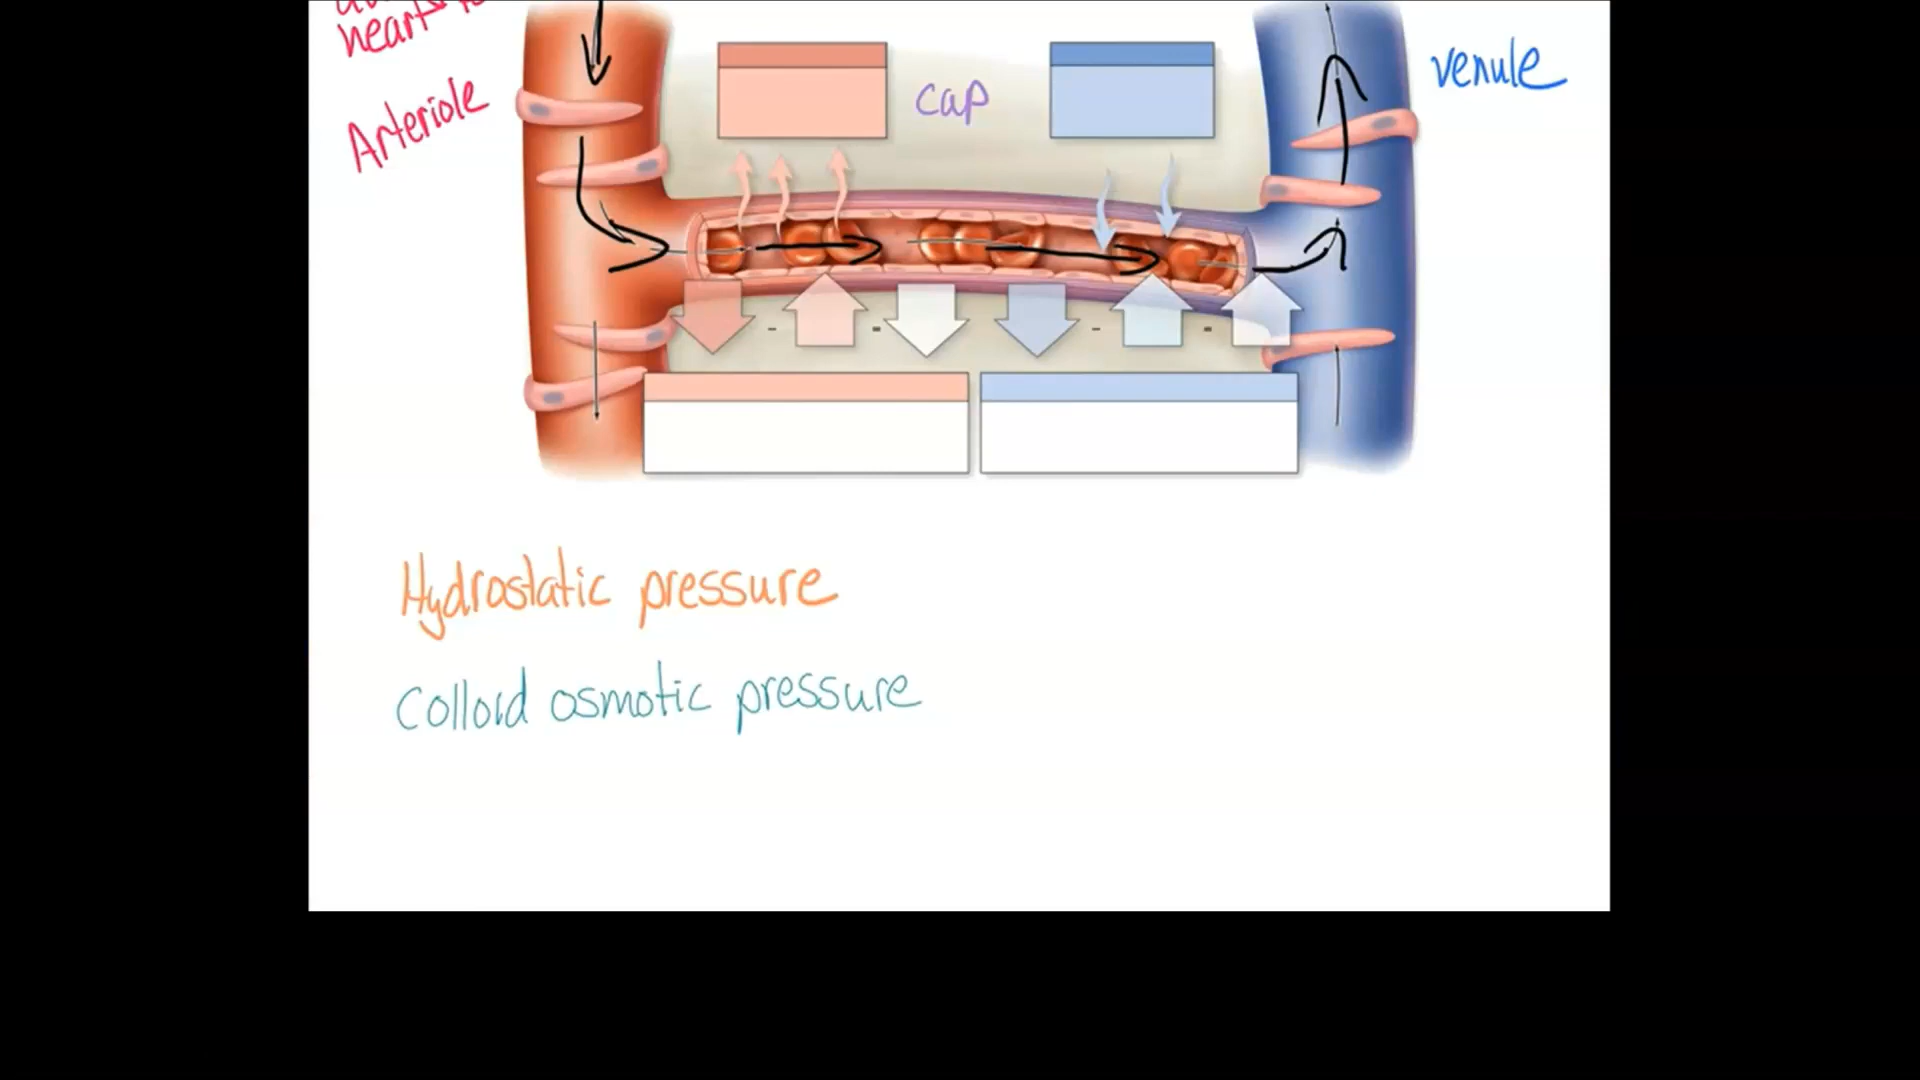 heart
Arteriole
cap
venule
- =
- =
Hydrostatic pressure
Colloid osmotic pressure